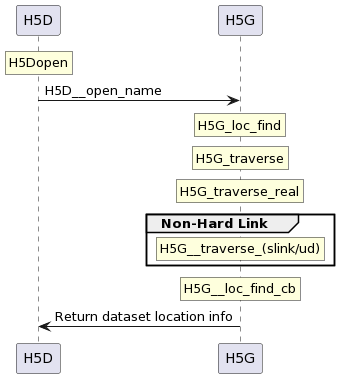 H5D H5G
H5Dopen
H5D__open_name
H5G_loc_find
H5G_traverse
H5G_traverse_real
Non-Hard Link
H5G__traverse_(slink/ud)
H5G__loc_find_cb
Return dataset location info
H5D H5G